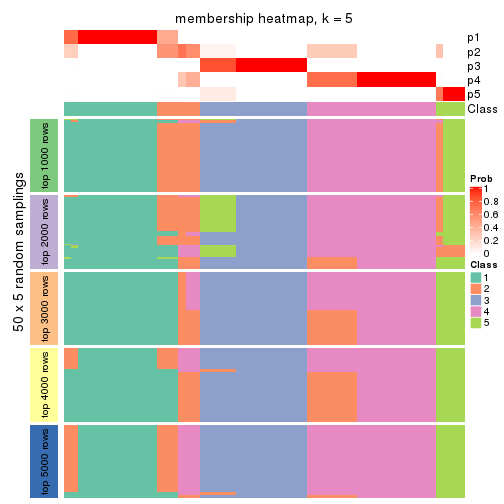 membership heatmap, k = 5
p1
p2
p3
p4
p5
Class
50 x 5 random samplings
top 1000 rows
top 2000 rows
top 3000 rows
top 4000 rows
top 5000 rows
Prob
1
0.8
0.6
0.4
0.2
0
Class
1
2
3
4
5